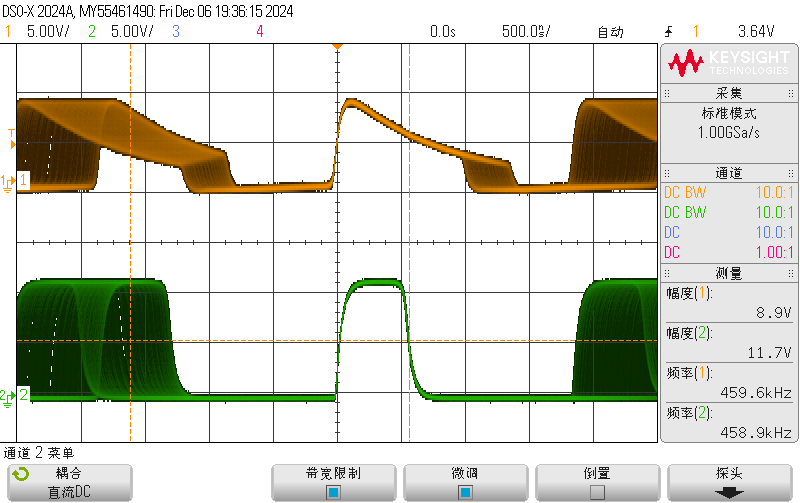 DSO-X 2024A, MY55461490: Fri Dec 06 19:36:15 2024
1 5.00V/ 2 5.00V/ 3 4 0.0s 500.0ns/ 自动 1 3.64V
KEYSIGHT
TECHNOLOGIES
采集
标准模式
1.00GSa/s
通道
DC BW 10.0:1
DC BW 10.0:1
DC 10.0:1
DC 1.00:1
测量
幅度(1):
8.9V
幅度(2):
11.7V
频率(1):
459.6kHz
频率(2):
458.9kHz
T
1 1
2 2
通道 2 菜单
耦合 带宽限制 微调 倒置 探头
直流DC